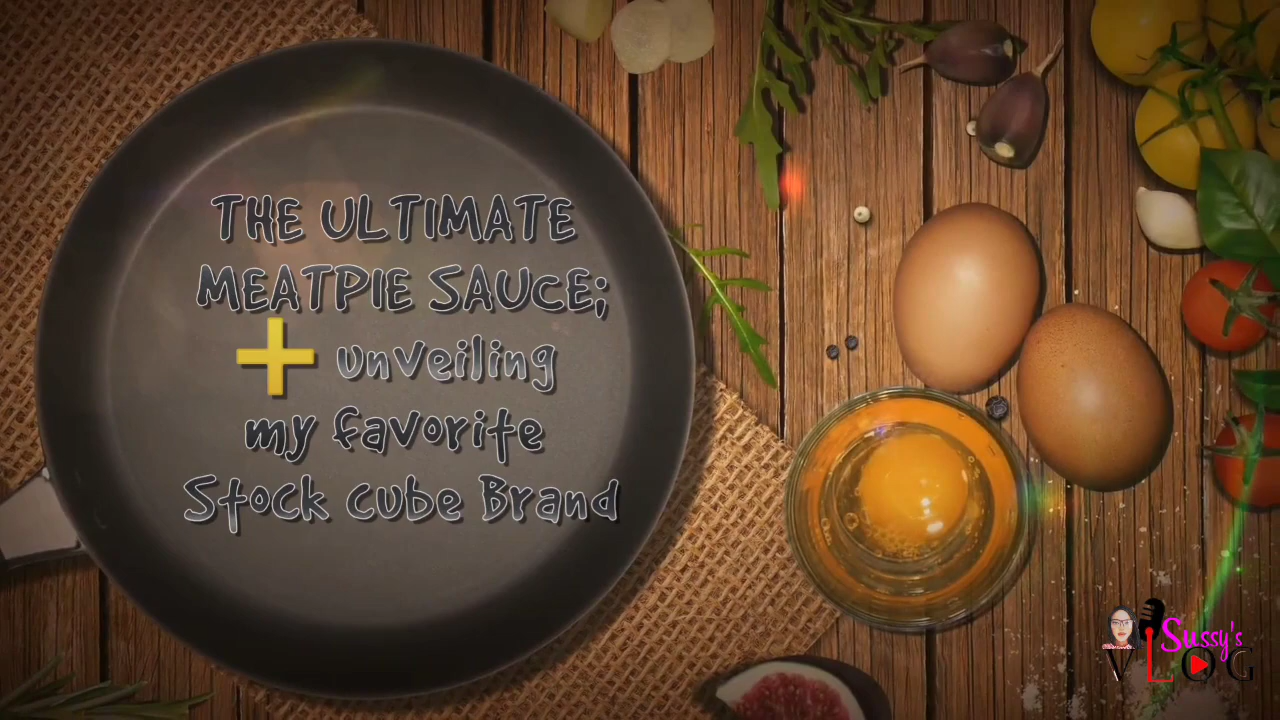 THE ULTIMATE
MEATPIE SAUCE;
➕ unveiling
my favorite
Stock cube Brand
Sussy's
VLOG